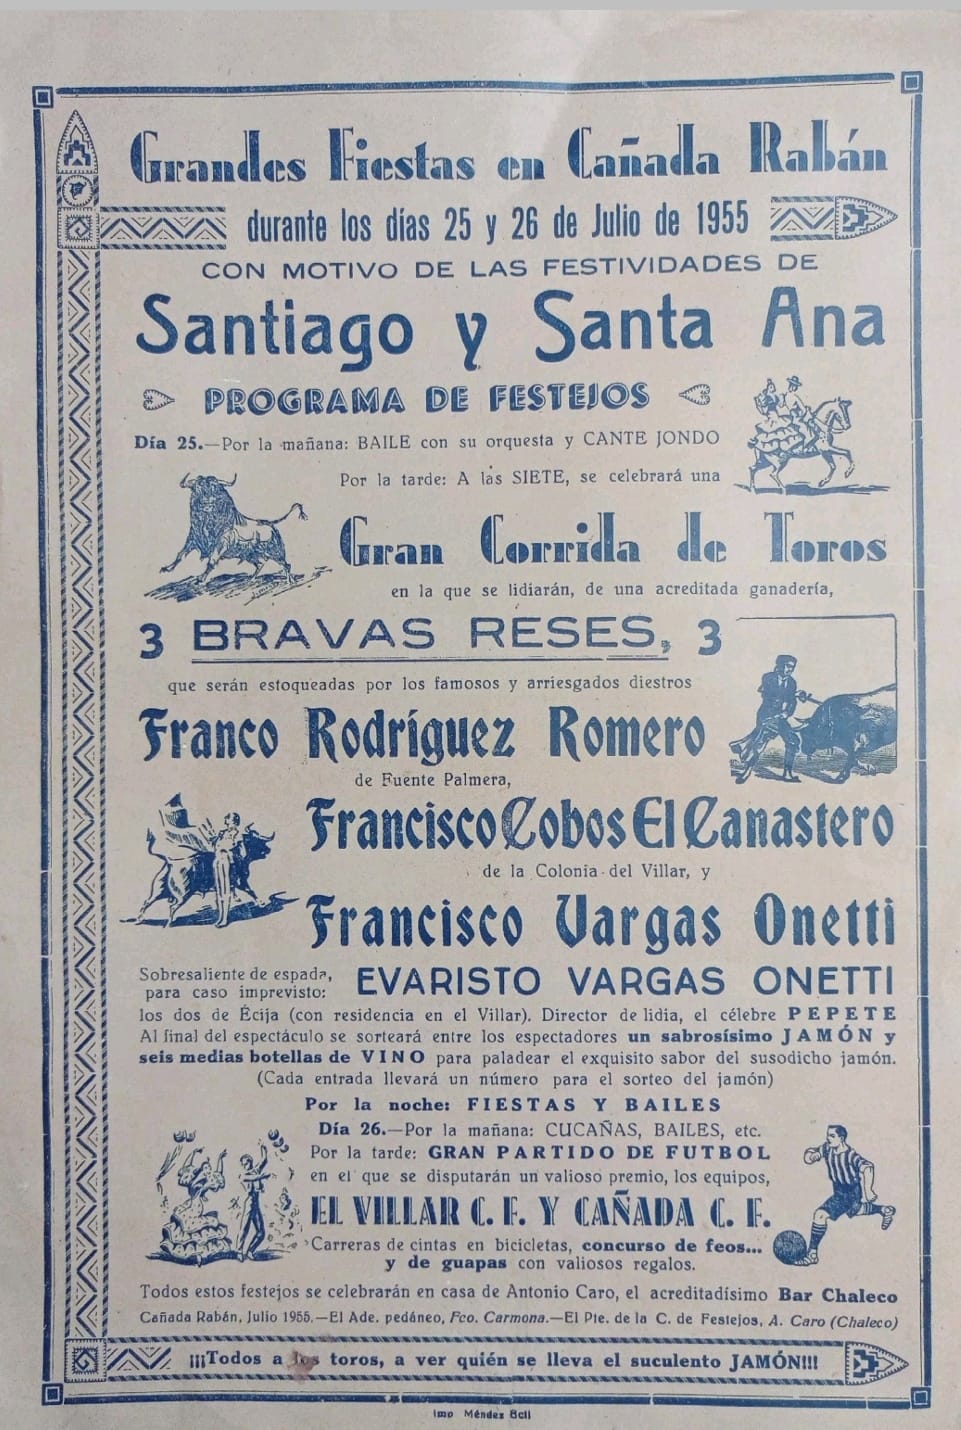 Grandes Fiestas en Cañada Rabán
durante los días 25 y 26 de Julio de 1955
CON MOTIVO DE LAS FESTIVIDADES DE
Santiago y Santa Ana
PROGRAMA DE FESTEJOS
Día 25.—Por la mañana: BAILE con su orquesta y CANTE JONDO
Por la tarde: A las SIETE, se celebrará una
Gran Corrida de Toros
en la que se lidiarán, de una acreditada ganadería,
3 BRAVAS RESES, 3
que serán estoqueadas por los famosos y arriesgados diestros
Franco Rodríguez Romero
de Fuente Palmera,
Francisco Cobos El Canastero
de la Colonia del Villar, y
Francisco Vargas Onetti
Sobresaliente de espada, para caso imprevisto: EVARISTO VARGAS ONETTI
los dos de Écija (con residencia en el Villar). Director de lidia, el célebre PEPETE
Al final del espectáculo se sorteará entre los espectadores un sabrosísimo JAMÓN y
seis medias botellas de VINO para paladear el exquisito sabor del susodicho jamón.
(Cada entrada llevará un número para el sorteo del jamón)
Por la noche: FIESTAS Y BAILES
Día 26.—Por la mañana: CUCAÑAS, BAILES, etc.
Por la tarde: GRAN PARTIDO DE FUTBOL
en el que se disputarán un valioso premio, los equipos,
EL VILLAR C. F. Y CAÑADA C. F.
Carreras de cintas en bicicletas, concurso de feos...
y de guapas con valiosos regalos.
Todos estos festejos se celebrarán en casa de Antonio Caro, el acreditadísimo Bar Chaleco
Cañada Rabán, Julio 1955.—El Ade. pedáneo, Fco. Carmona.—El Pte. de la C. de Festejos, A. Caro (Chaleco)
¡¡¡Todos a los toros, a ver quién se lleva el suculento JAMÓN!!!
Imp Méndez